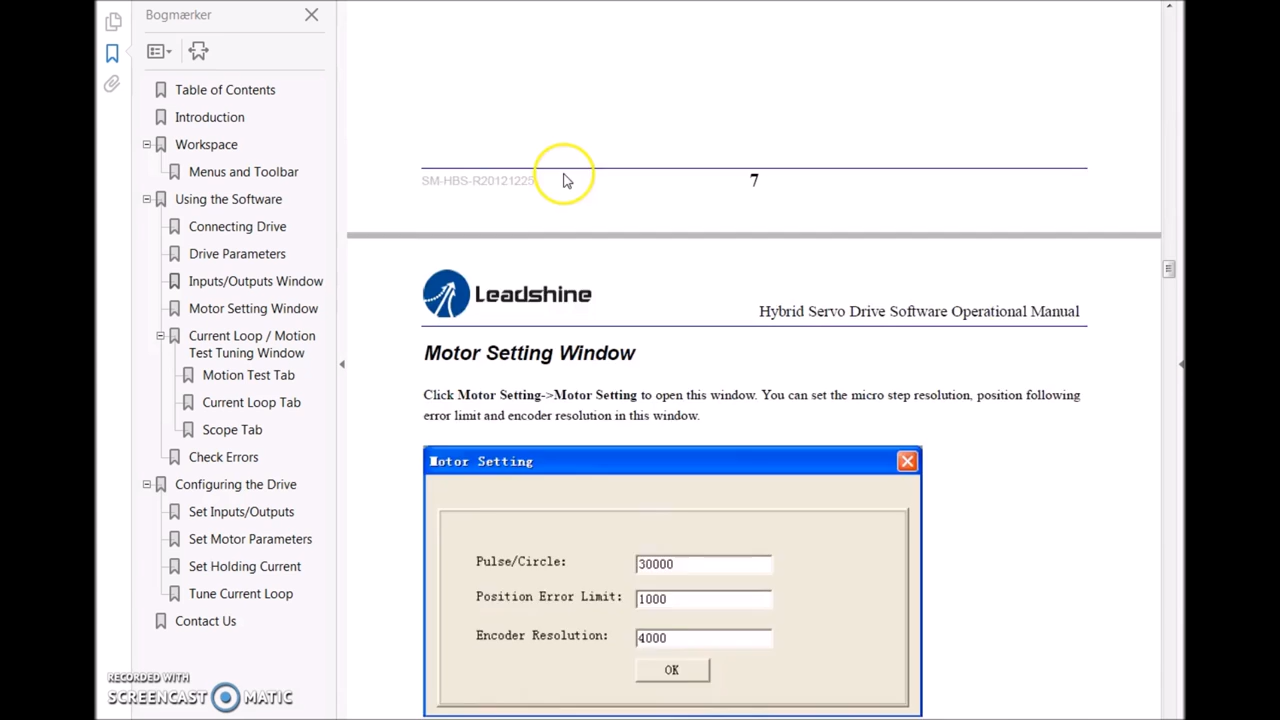 Bogmærker
Table of Contents
Introduction
Workspace
Menus and Toolbar
Using the Software
Connecting Drive
Drive Parameters
Inputs/Outputs Window
Motor Setting Window
Current Loop / Motion
Test Tuning Window
Motion Test Tab
Current Loop Tab
Scope Tab
Check Errors
Configuring the Drive
Set Inputs/Outputs
Set Motor Parameters
Set Holding Current
Tune Current Loop
Contact Us
RECORDED WITH
SCREENCAST MATIC
SM-HBS-R20121225
7
Leadshine
Hybrid Servo Drive Software Operational Manual
Motor Setting Window
Click Motor Setting->Motor Setting to open this window. You can set the micro step resolution, position following
error limit and encoder resolution in this window.
Motor Setting
Pulse/Circle: 30000
Position Error Limit: 1000
Encoder Resolution: 4000
OK